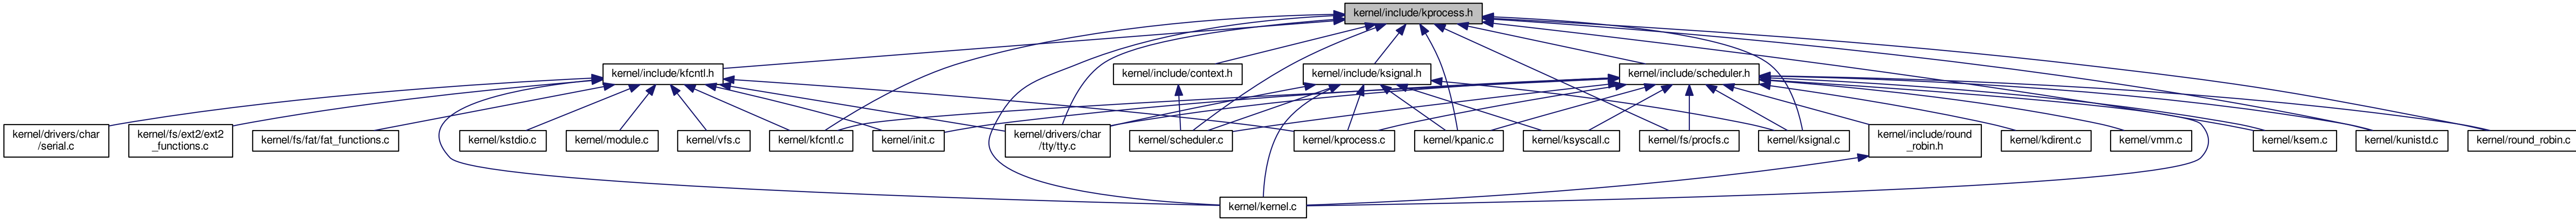 kernel/include/kprocess.h
kernel/include/kfcntl.h
kernel/include/context.h
kernel/include/ksignal.h
kernel/include/scheduler.h
kernel/drivers/char
/serial.c
kernel/fs/ext2/ext2
_functions.c
kernel/fs/fat/fat_functions.c
kernel/kstdio.c
kernel/module.c
kernel/vfs.c
kernel/kfcntl.c
kernel/init.c
kernel/drivers/char
/tty/tty.c
kernel/scheduler.c
kernel/kprocess.c
kernel/kpanic.c
kernel/ksyscall.c
kernel/fs/procfs.c
kernel/ksignal.c
kernel/include/round
_robin.h
kernel/kdirent.c
kernel/vmm.c
kernel/ksem.c
kernel/kunistd.c
kernel/round_robin.c
kernel/kernel.c